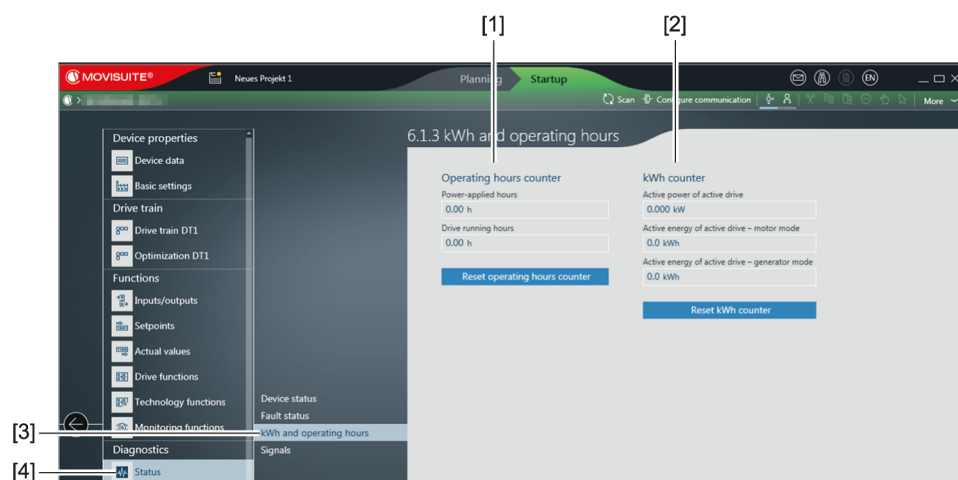 [1]
[2]
MOVISUITE®
Neues Projekt 1
Planning
Startup
EN
Scan
Configure communication
More
Device properties
Device data
Basic settings
Drive train
Drive train DT1
Optimization DT1
Functions
Inputs/outputs
Setpoints
Actual values
Drive functions
Technology functions
Monitoring functions
Diagnostics
Status
Device status
Fault status
kWh and operating hours
Signals
[3]
[4]
6.1.3 kWh and operating hours
Operating hours counter
Power-applied hours
0.00 h
Drive running hours
0.00 h
Reset operating hours counter
kWh counter
Active power of active drive
0.000 kW
Active energy of active drive – motor mode
0.0 kWh
Active energy of active drive – generator mode
0.0 kWh
Reset kWh counter